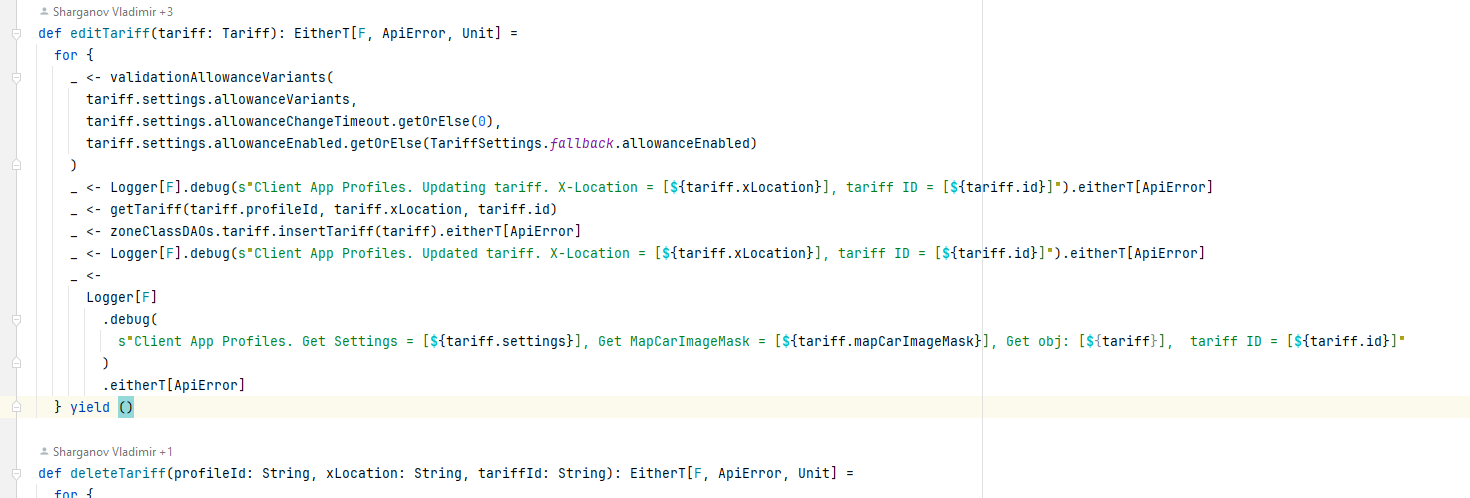 Sharganov Vladimir +3
def editTariff(tariff: Tariff): EitherT[F, ApiError, Unit] =
for {
_ <- validationAllowanceVariants(
tariff.settings.allowanceVariants,
tariff.settings.allowanceChangeTimeout.getOrElse(0),
tariff.settings.allowanceEnabled.getOrElse(TariffSettings.fallback.allowanceEnabled)
)
_ <- Logger[F].debug(s"Client App Profiles. Updating tariff. X-Location = [${tariff.xLocation}], tariff ID = [${tariff.id}]").eitherT[ApiError]
_ <- getTariff(tariff.profileId, tariff.xLocation, tariff.id)
_ <- zoneClassDAOs.tariff.insertTariff(tariff).eitherT[ApiError]
_ <- Logger[F].debug(s"Client App Profiles. Updated tariff. X-Location = [${tariff.xLocation}], tariff ID = [${tariff.id}]").eitherT[ApiError]
_ <-
Logger[F]
.debug(
s"Client App Profiles. Get Settings = [${tariff.settings}], Get MapCarImageMask = [${tariff.mapCarImageMask}], Get obj: [${tariff}],  tariff ID = [${tariff.id}]"
)
.eitherT[ApiError]
} yield ()
Sharganov Vladimir +1
def deleteTariff(profileId: String, xLocation: String, tariffId: String): EitherT[F, ApiError, Unit] =
for {